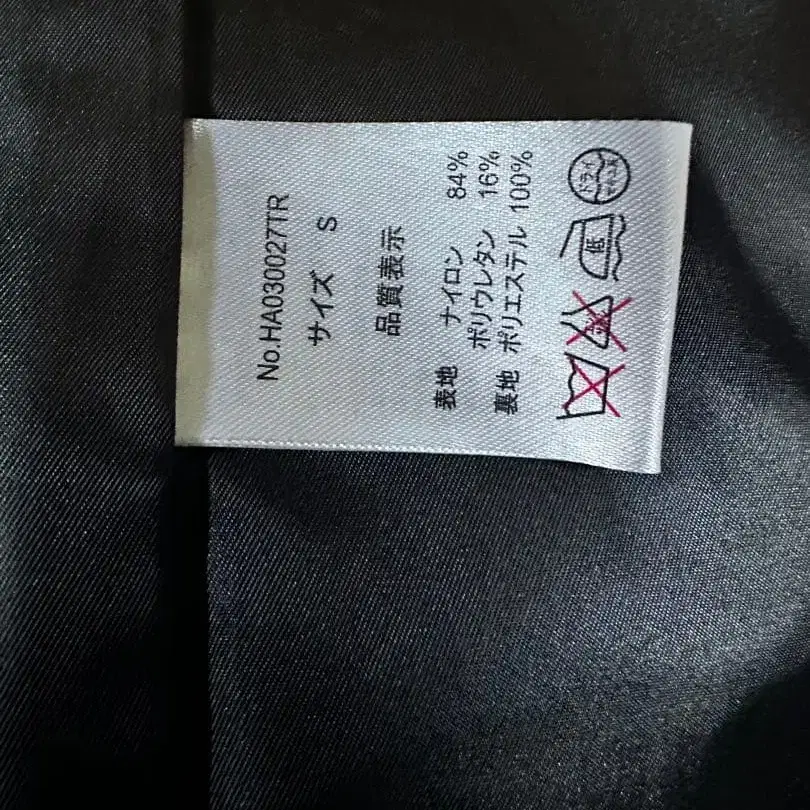 No.HA030027TR
サイズ S
品質表示
表地 ナイロン 84%
ポリウレタン 16%
裏地 ポリエステル 100%
低
ドライ